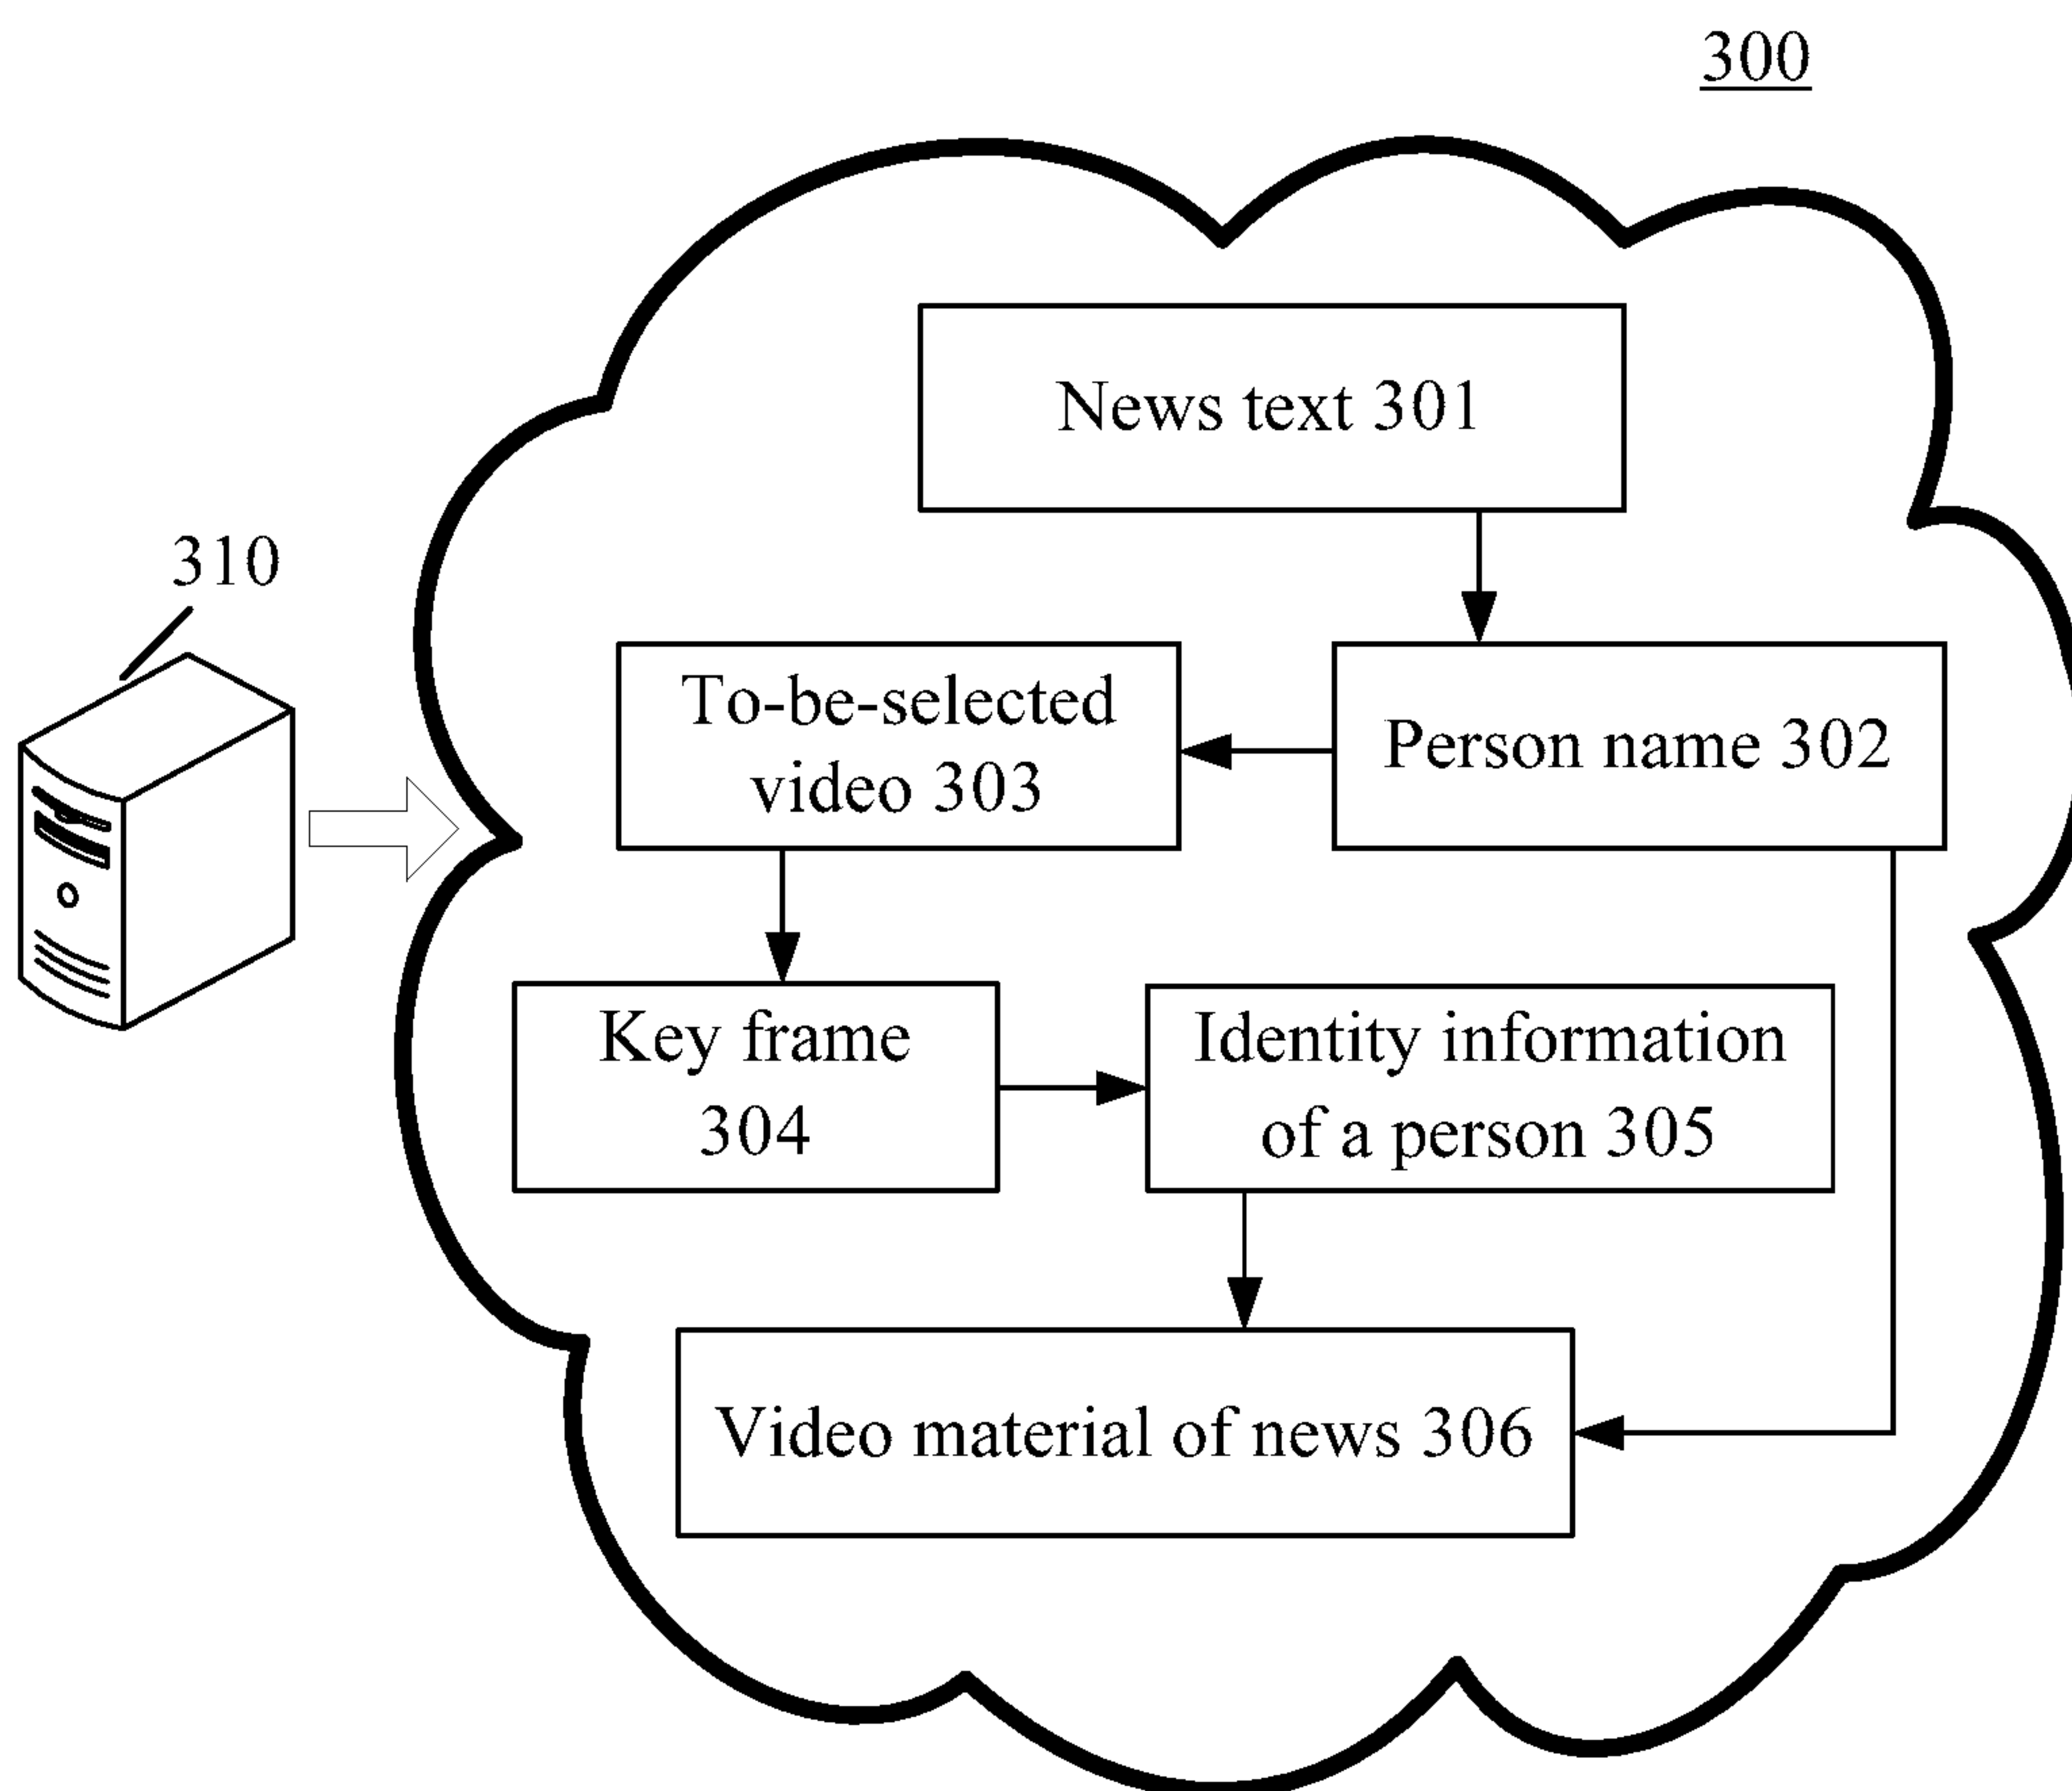 300
News text 301
310
To-be-selected
video 303
Person name 302
Key frame
304
Identity information
of a person 305
Video material of news 306